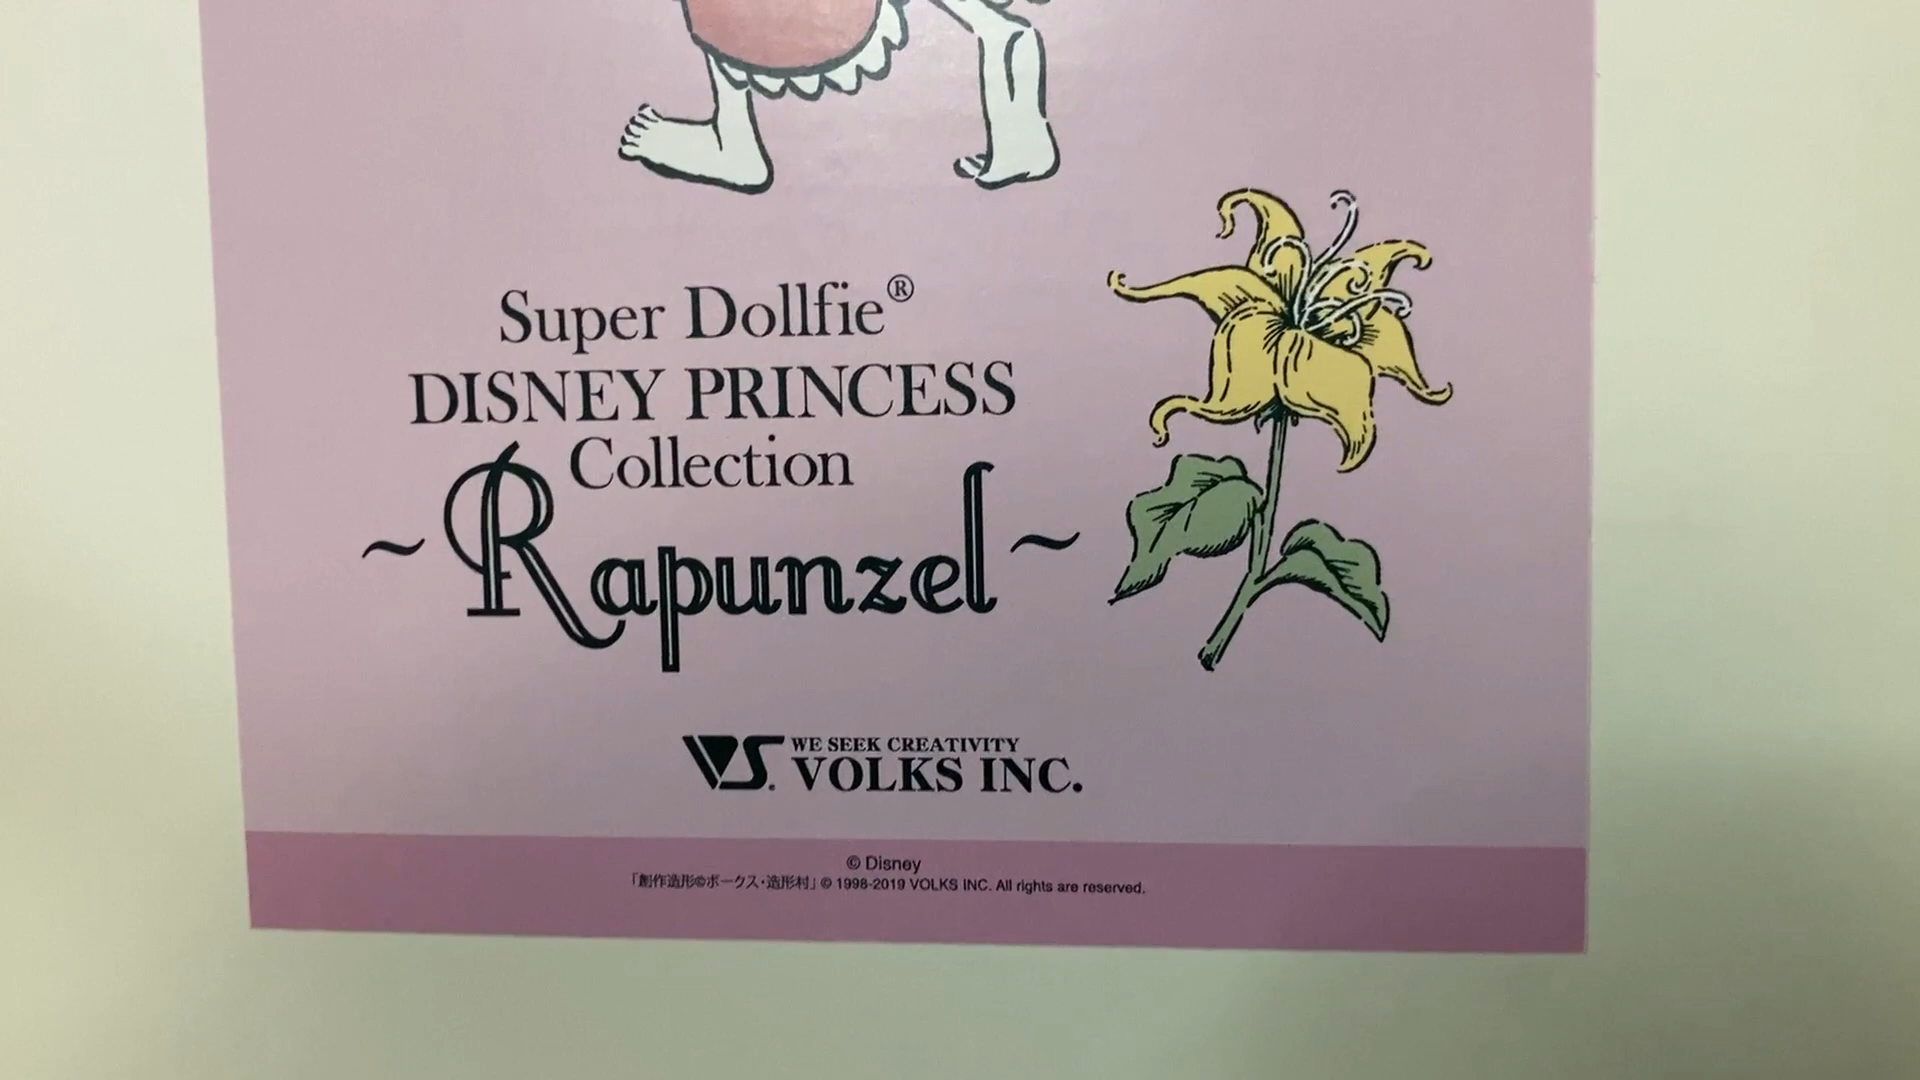 Super Dollfie®
DISNEY PRINCESS
Collection
~Rapunzel~
VS.
WE SEEK CREATIVITY
VOLKS INC.
© Disney
「創作造形©ボークス・造形村」© 1998-2019 VOLKS INC. All rights are reserved.